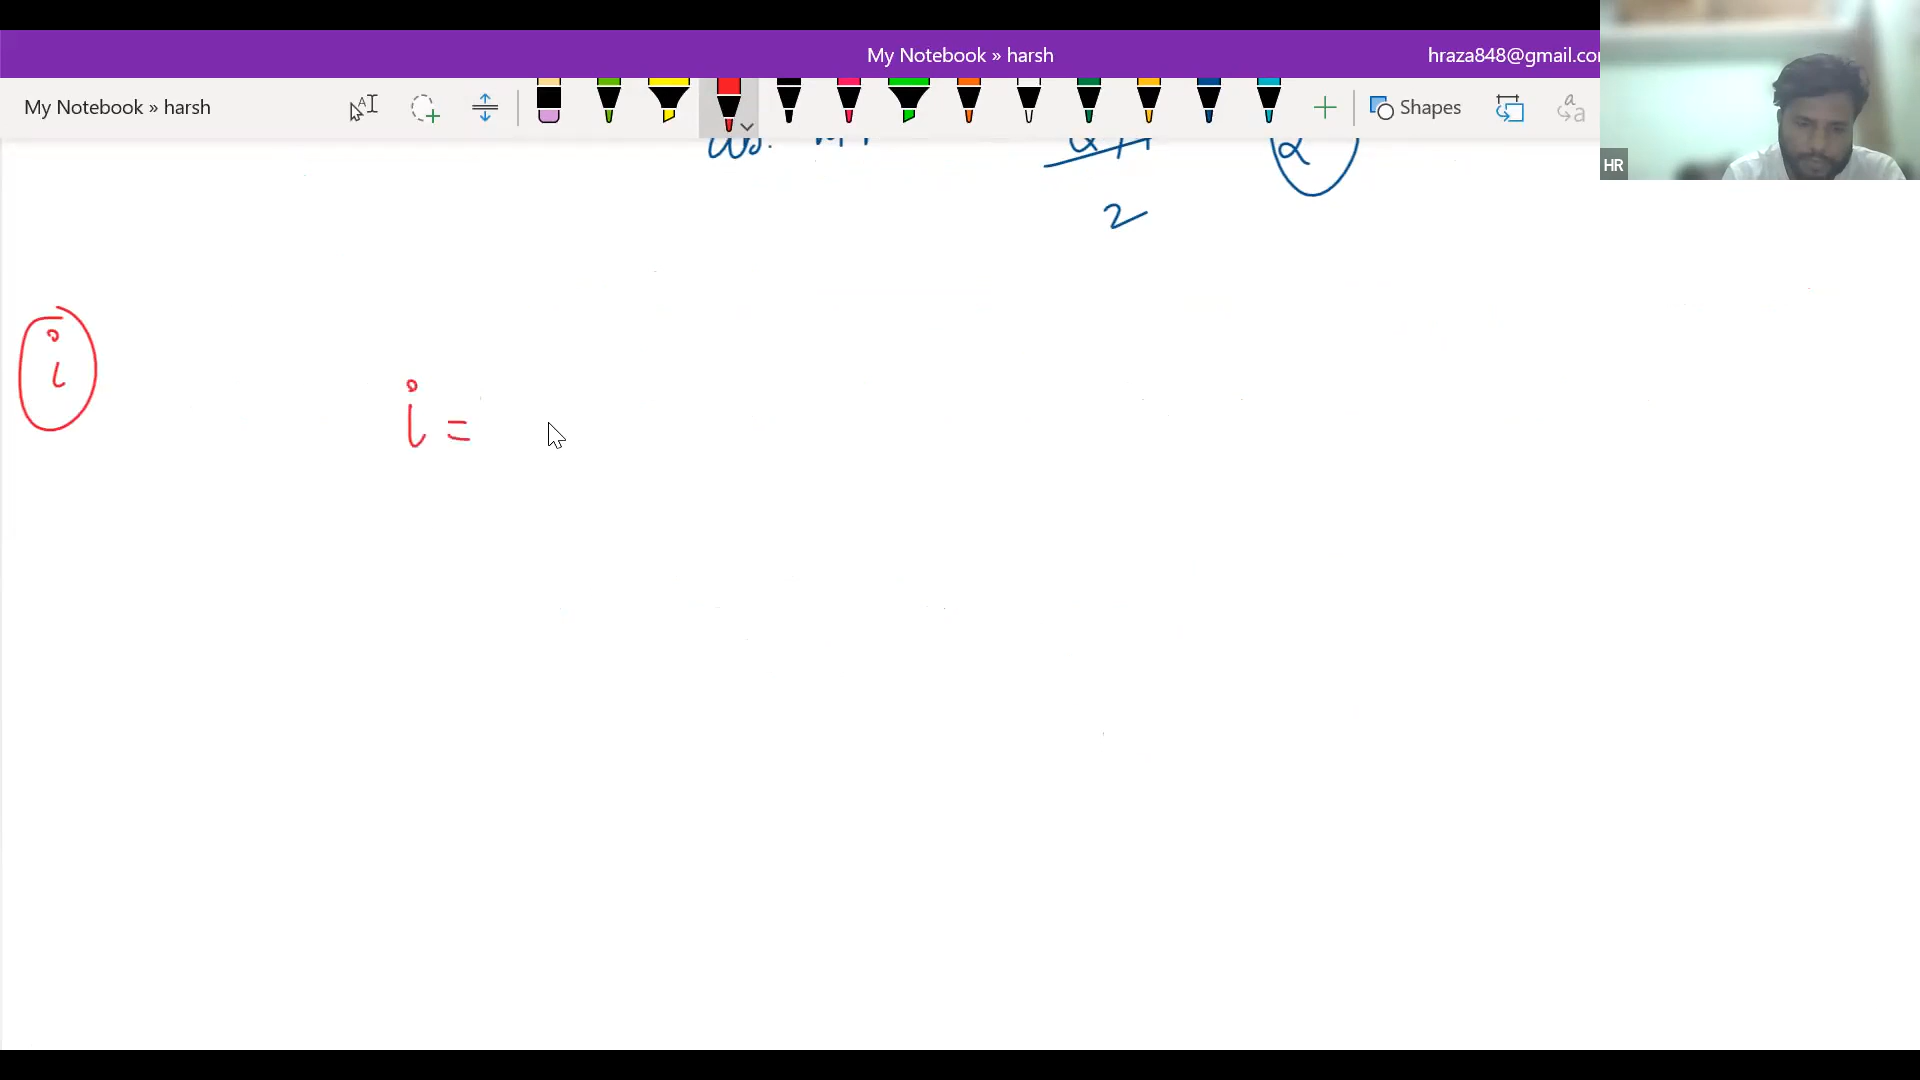 My Notebook » harsh
hraza848@gmail.co
My Notebook » harsh
Shapes
HR
α
2
i
i =